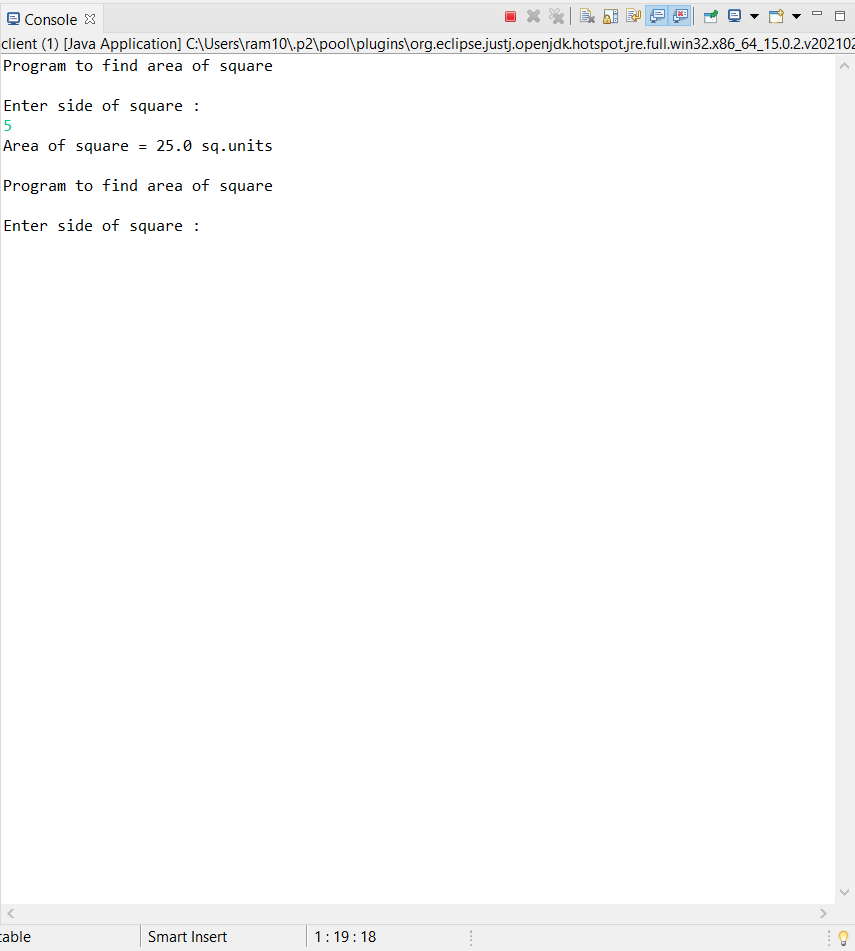 Console
client (1) [Java Application] C:\Users\ram10\.p2\pool\plugins\org.eclipse.justj.openjdk.hotspot.jre.full.win32.x86_64_15.0.2.v202102
Program to find area of square
Enter side of square :
5
Area of square = 25.0 sq.units
Program to find area of square
Enter side of square :
table Smart Insert 1 : 19 : 18